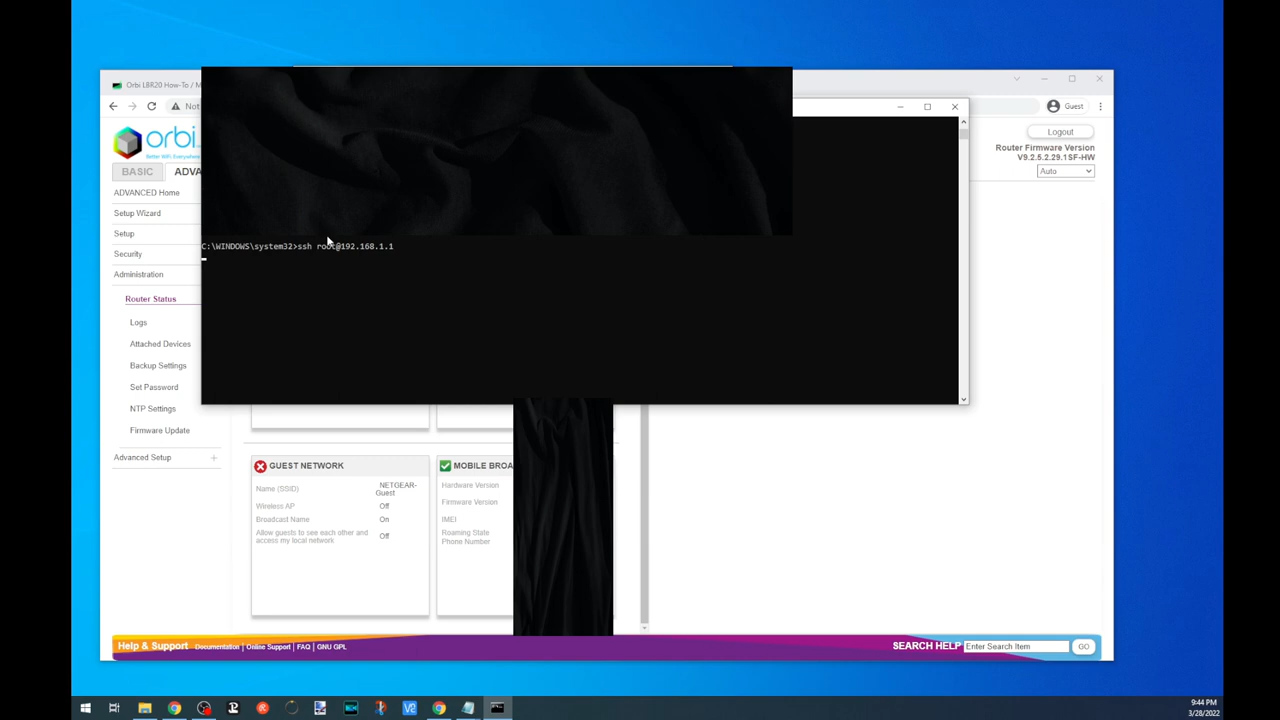 Orbi LBR20 How-To / M
Not
Guest
orbi
Better WiFi. Everywhere
Logout
Router Firmware Version
V9.2.5.2.29.1SF-HW
Auto
BASIC
ADVA
ADVANCED Home
Setup Wizard
Setup
Security
Administration
Router Status
Logs
Attached Devices
Backup Settings
Set Password
NTP Settings
Firmware Update
Advanced Setup
C:\WINDOWS\system32>ssh root@192.168.1.1
GUEST NETWORK
Name (SSID) NETGEAR-
Guest
Wireless AP Off
Broadcast Name On
Allow guests to see each other and
access my local network Off
MOBILE BROA
Hardware Version
Firmware Version
IMEI
Roaming State
Phone Number
Help & Support Documentation | Online Support | FAQ | GNU GPL
SEARCH HELP Enter Search Item GO
9:44 PM
3/28/2022